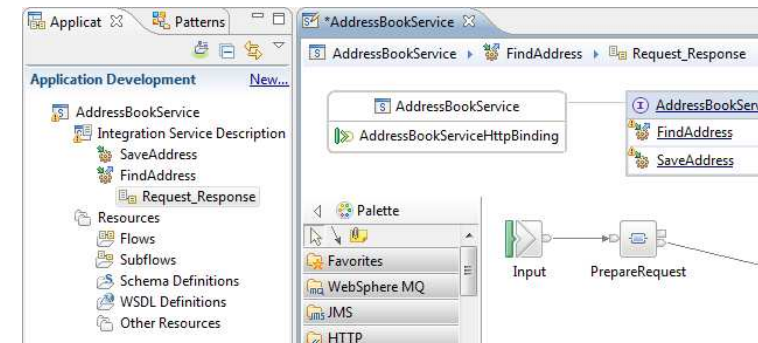 Applicat
Patterns
Application Development
New...
AddressBookService
Integration Service Description
SaveAddress
FindAddress
Request_Response
Resources
Flows
Subflows
Schema Definitions
WSDL Definitions
Other Resources
*AddressBookService
AddressBookService
FindAddress
Request_Response
AddressBookService
AddressBookServiceHttpBinding
AddressBookServ
FindAddress
SaveAddress
Palette
Favorites
WebSphere MQ
JMS
HTTP
Input
PrepareRequest